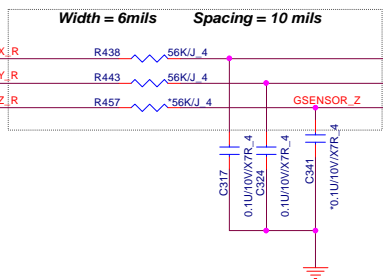 Width = 6mils Spacing = 10 mils
X_R R438 56K/J_4
Y_R R443 56K/J_4
Z_R R457 *56K/J_4 GSENSOR_Z
C317
0.1U/10V/X7R_4
C324
0.1U/10V/X7R_4
C341
*0.1U/10V/X7R_4